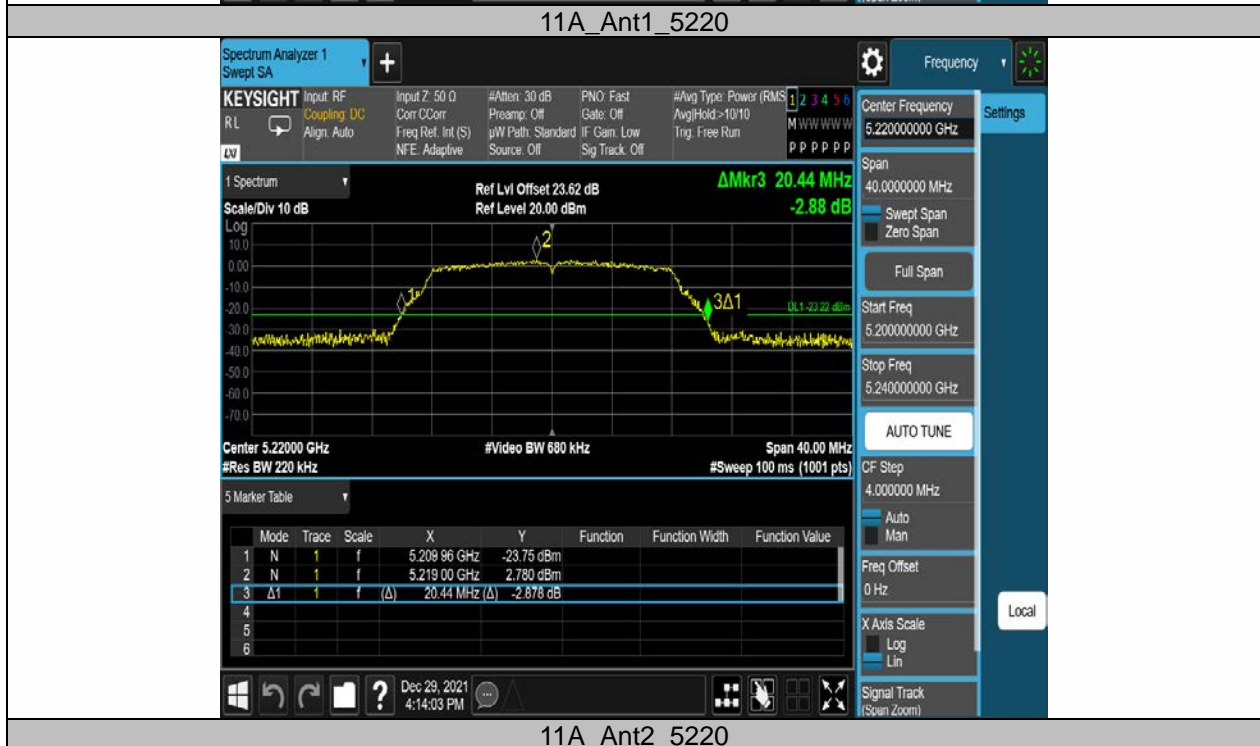 (Span Zoom)
11A_Ant1_5220
Spectrum Analyzer 1
Swept SA
+
Frequency
KEYSIGHT
RL
LXI
Input: RF
Coupling: DC
Align: Auto
Input Z: 50 Ω
Corr CCorr
Freq Ref: Int (S)
NFE: Adaptive
#Atten: 30 dB
Preamp: Off
µW Path: Standard
Source: Off
PNO: Fast
Gate: Off
IF Gain: Low
Sig Track: Off
#Avg Type: Power (RMS
Avg|Hold:>10/10
Trig: Free Run
1 2 3 4 5 6
M W W W W W
P P P P P P
Center Frequency
5.220000000 GHz
Settings
Span
40.0000000 MHz
Swept Span
Zero Span
Full Span
Start Freq
5.200000000 GHz
Stop Freq
5.240000000 GHz
AUTO TUNE
CF Step
4.000000 MHz
Auto
Man
Freq Offset
0 Hz
X Axis Scale
Log
Lin
Signal Track
(Span Zoom)
Local
1 Spectrum
Scale/Div 10 dB
Ref Lvl Offset 23.62 dB
Ref Level 20.00 dBm
ΔMkr3 20.44 MHz
-2.88 dB
Log
10.0
0.00
-10.0
-20.0
-30.0
-40.0
-50.0
-60.0
-70.0
2
1
3Δ1
DL1 -23.22 dBm
Center 5.22000 GHz
#Video BW 680 kHz
Span 40.00 MHz
#Res BW 220 kHz
#Sweep 100 ms (1001 pts)
5 Marker Table
Mode Trace Scale X Y Function Function Width Function Value
1 N 1 f 5.209 96 GHz -23.75 dBm
2 N 1 f 5.219 00 GHz 2.780 dBm
3 Δ1 1 f (Δ) 20.44 MHz (Δ) -2.878 dB
4
5
6
?
Dec 29, 2021
4:14:03 PM
11A_Ant2_5220